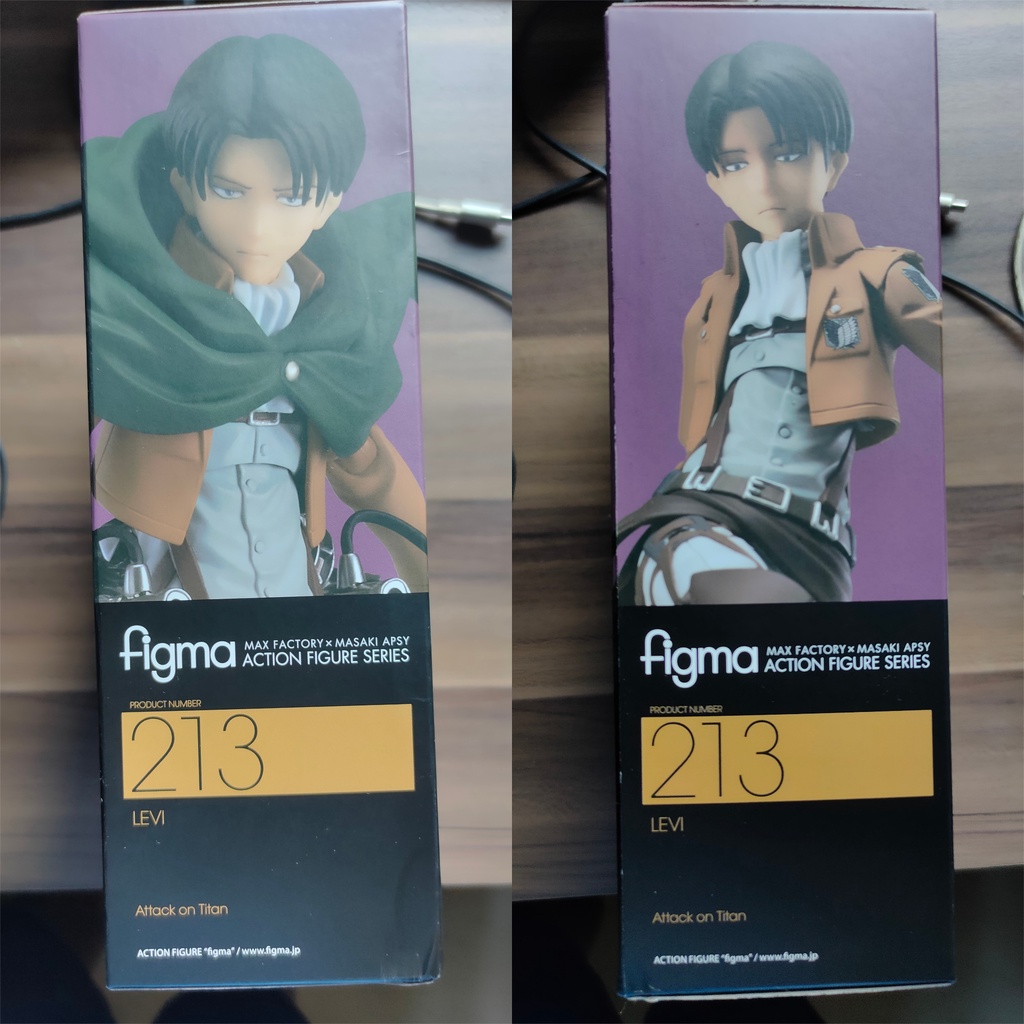 figma
MAX FACTORY × MASAKI APSY
ACTION FIGURE SERIES
PRODUCT NUMBER
213
LEVI
Attack on Titan
ACTION FIGURE "figma" / www.figma.jp
figma
MAX FACTORY × MASAKI APSY
ACTION FIGURE SERIES
PRODUCT NUMBER
213
LEVI
Attack on Titan
ACTION FIGURE "figma" / www.figma.jp